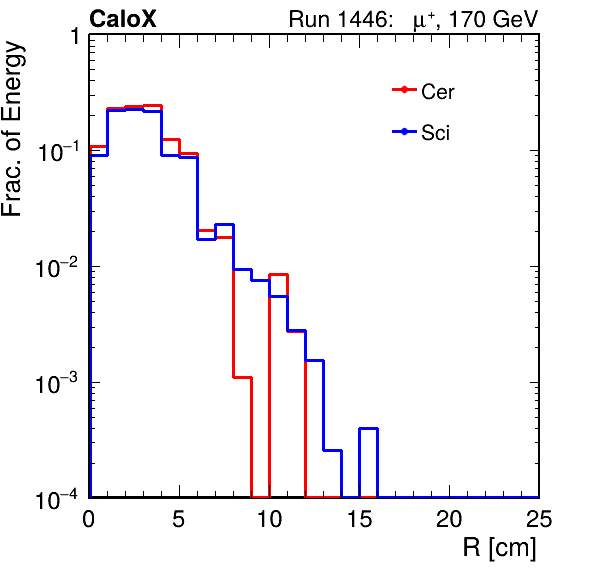 CaloX Run 1446: μ⁺, 170 GeV
Frac. of Energy
1
10⁻¹
10⁻²
10⁻³
10⁻⁴
Cer
Sci
0 5 10 15 20 25
R [cm]